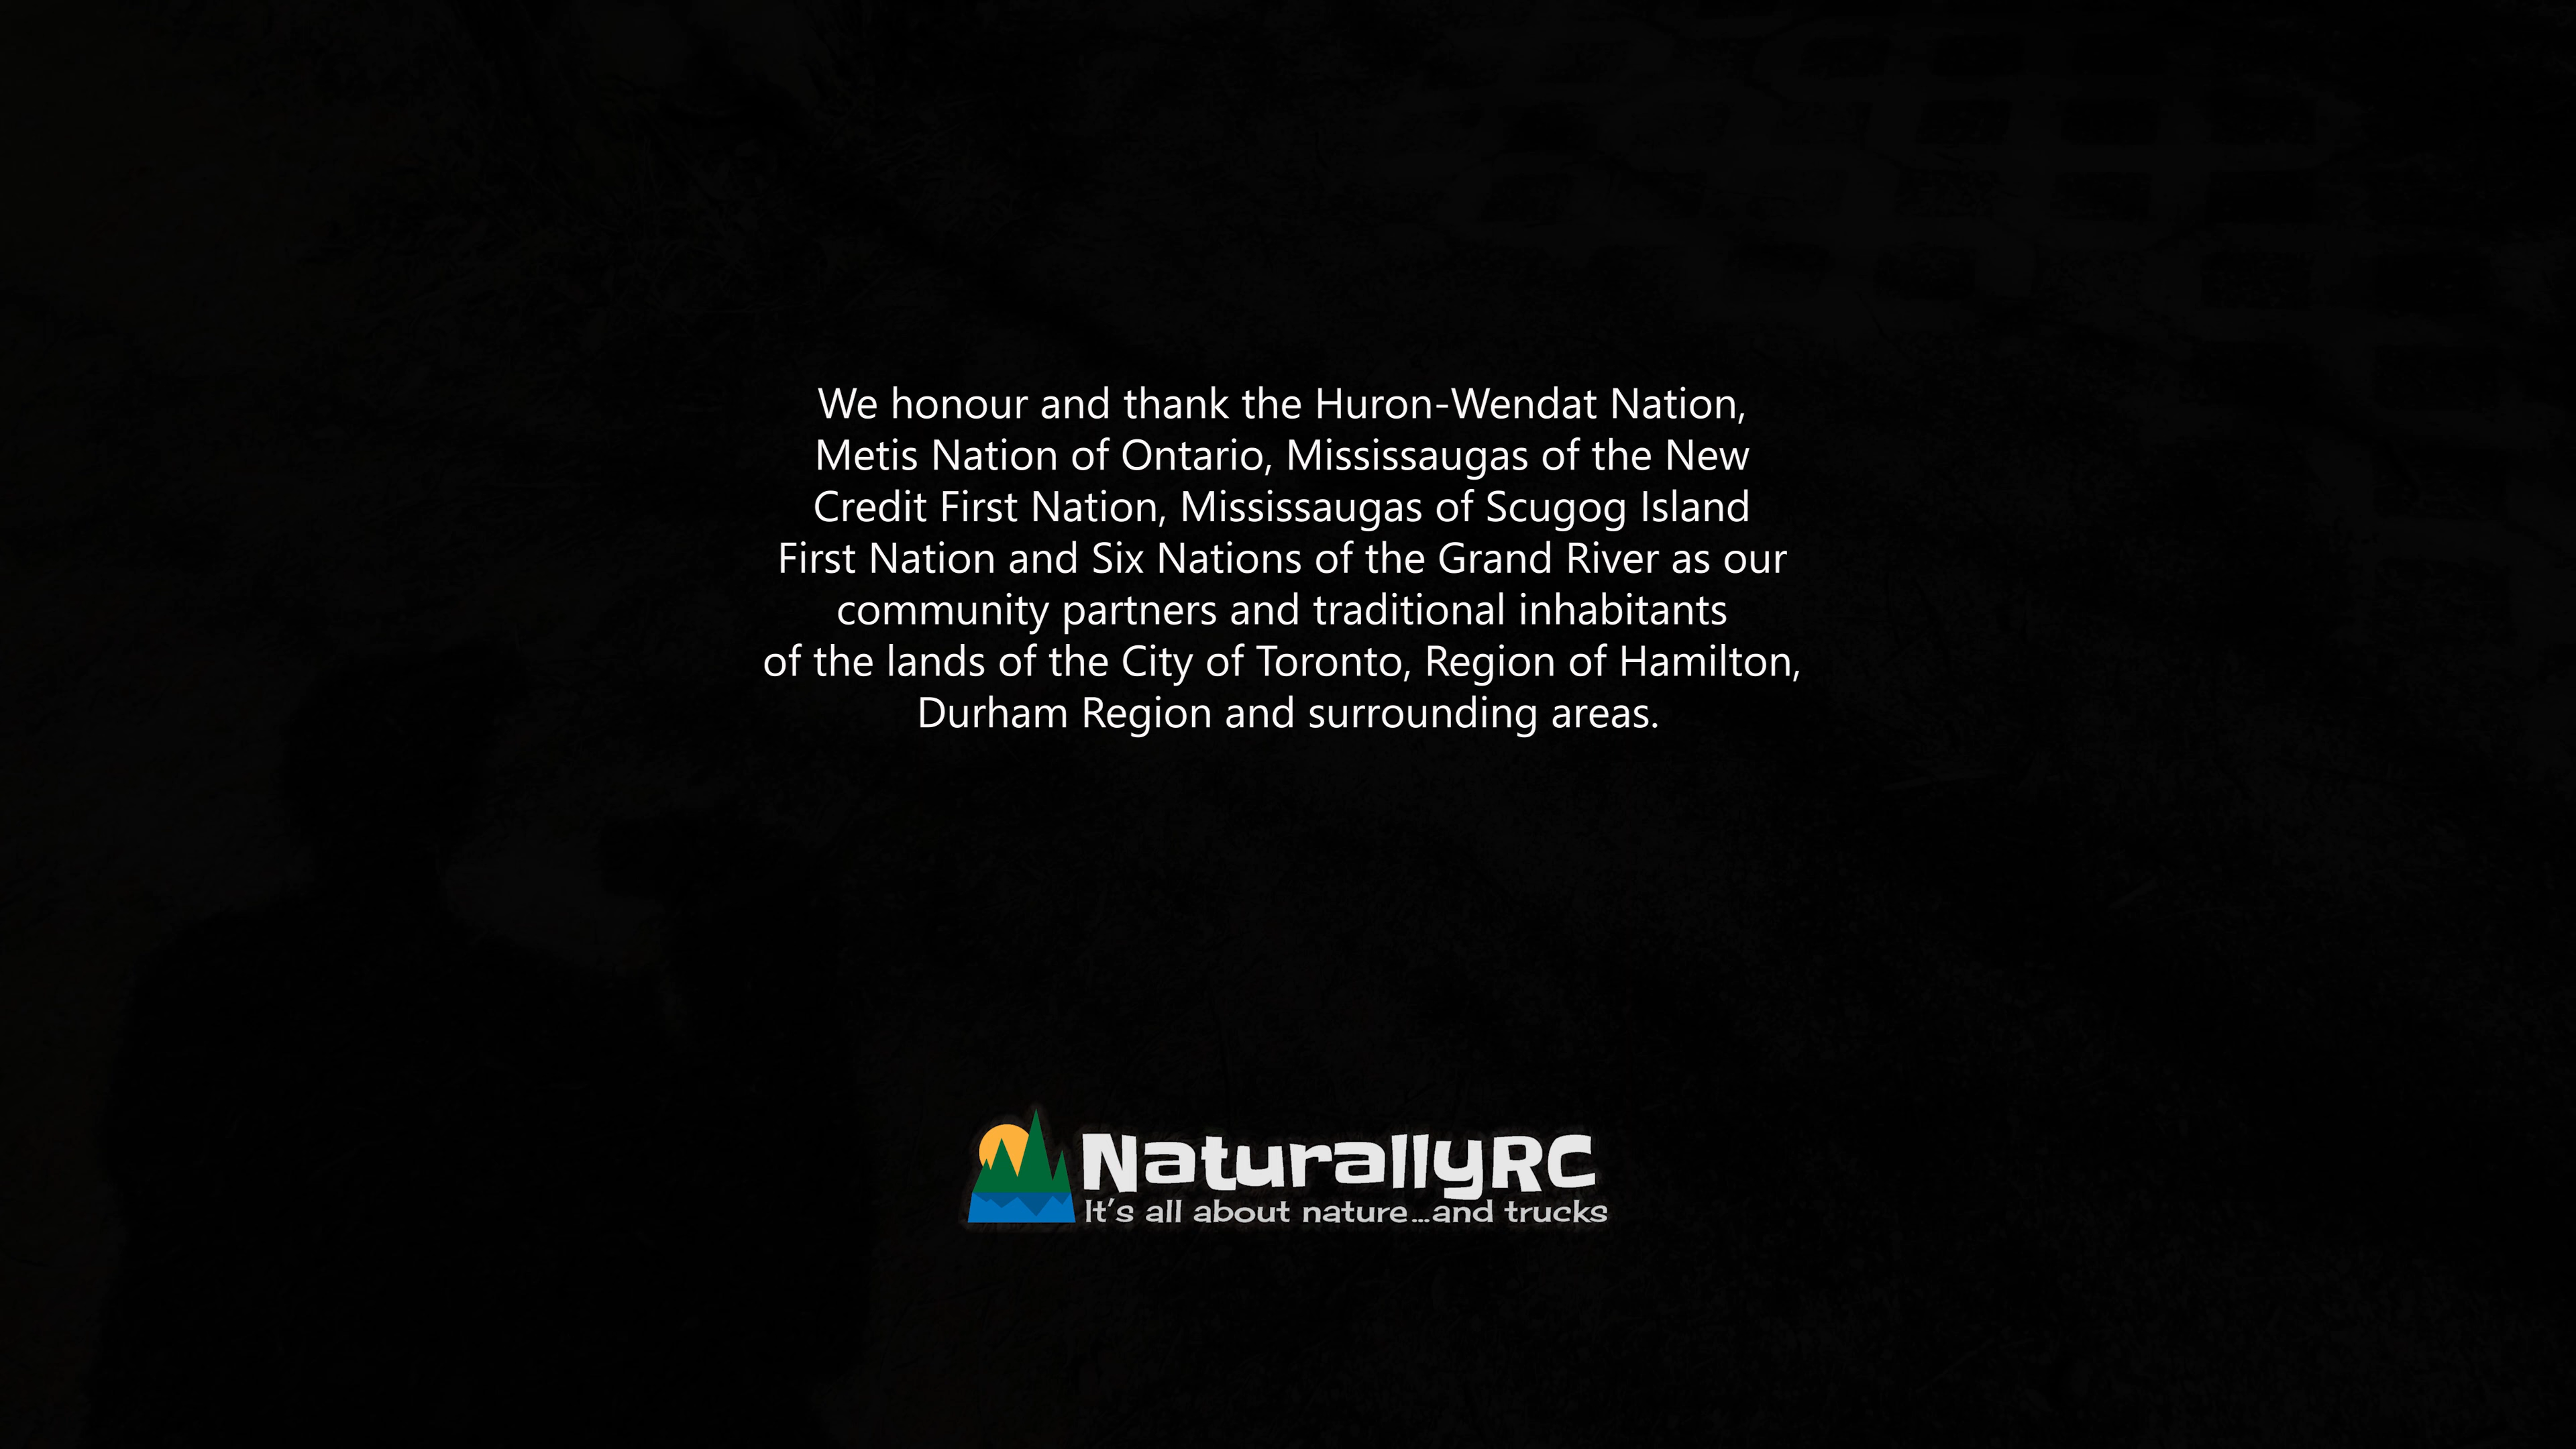 We honour and thank the Huron-Wendat Nation,
Metis Nation of Ontario, Mississaugas of the New
Credit First Nation, Mississaugas of Scugog Island
First Nation and Six Nations of the Grand River as our
community partners and traditional inhabitants
of the lands of the City of Toronto, Region of Hamilton,
Durham Region and surrounding areas.
NaturallyRC
It's all about nature...and trucks